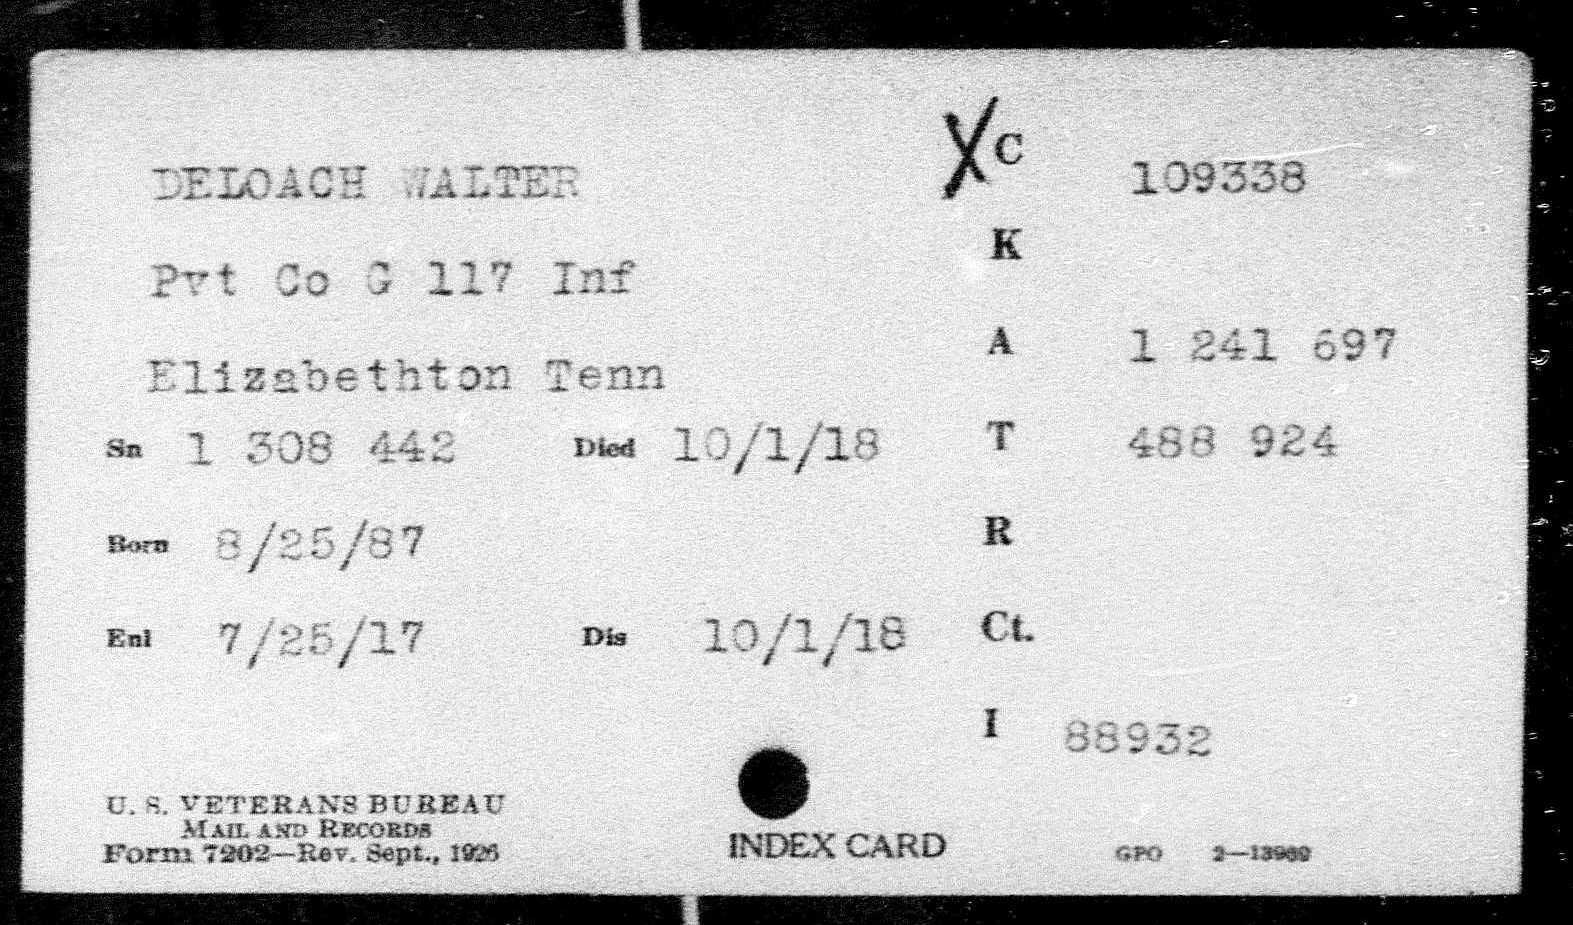 DELOACH WALTER XC 109338
Pvt Co G 117 Inf K
Elizabethton Tenn A 1 241 697
Sn 1 308 442 Died 10/1/18 T 488 924
Born 8/25/87 R
Enl 7/25/17 Dis 10/1/18 Ct.
I 88932
U. S. VETERANS BUREAU
MAIL AND RECORDS
Form 7202—Rev. Sept., 1926
INDEX CARD
GPO 2—13969